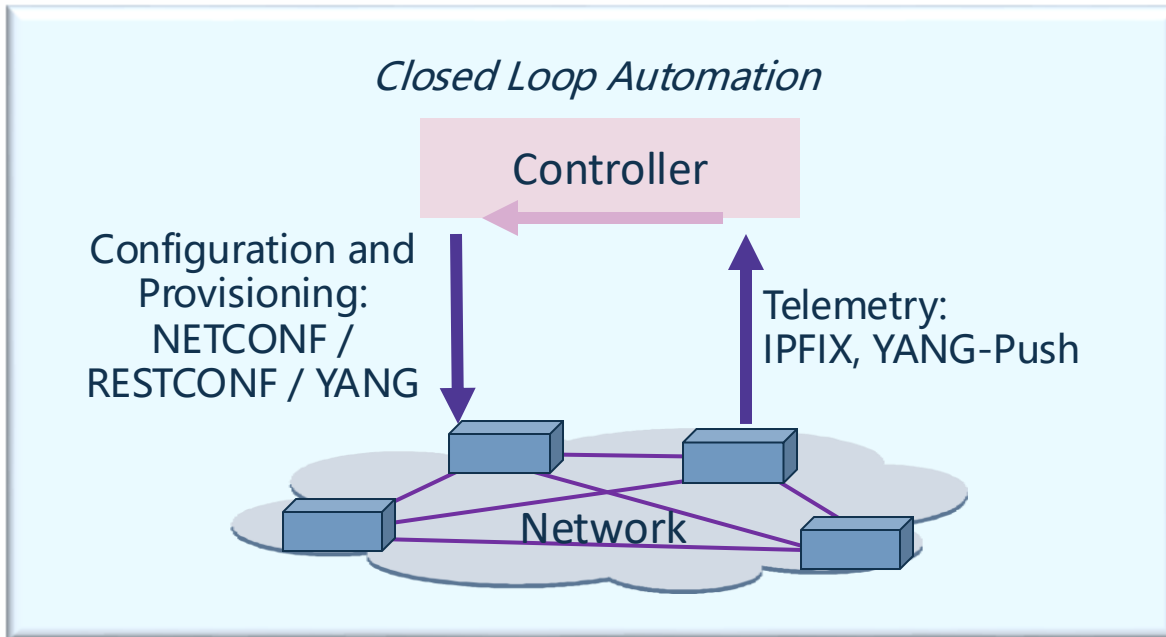 Closed Loop Automation
Controller
Configuration and
Provisioning:
NETCONF /
RESTCONF / YANG
Telemetry:
IPFIX, YANG-Push
Network